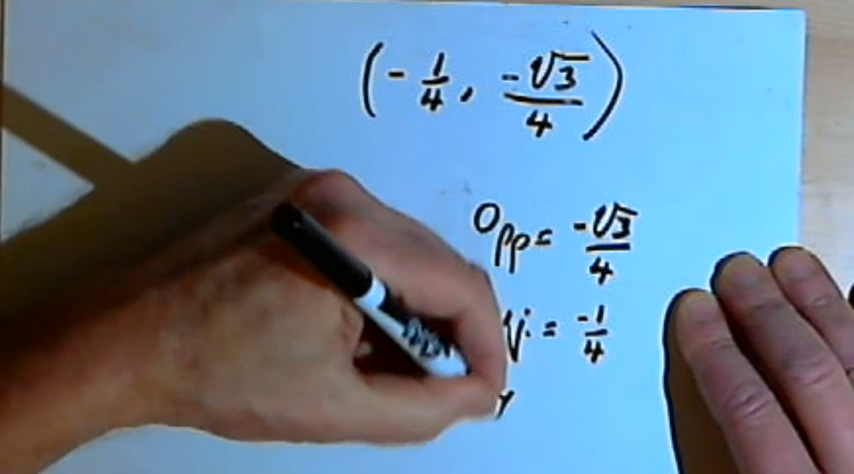 (-1/4, -√3/4)
Opp = -√3/4
j. = -1/4